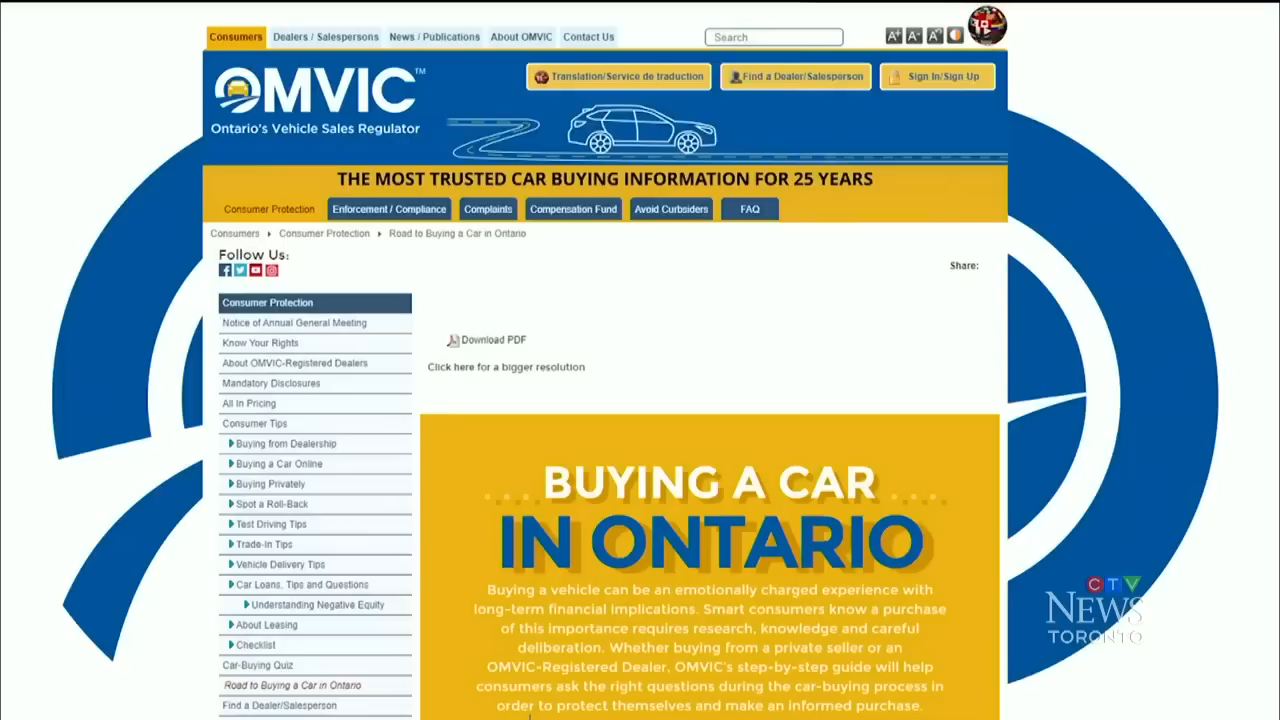 Consumers Dealers / Salespersons News / Publications About OMVIC Contact Us Search A+ A- A
OMVIC™
Ontario's Vehicle Sales Regulator
Translation/Service de traduction Find a Dealer/Salesperson Sign In/Sign Up
THE MOST TRUSTED CAR BUYING INFORMATION FOR 25 YEARS
Consumer Protection Enforcement / Compliance Complaints Compensation Fund Avoid Curbsiders FAQ
Consumers Consumer Protection Road to Buying a Car in Ontario
Follow Us:
Share:
Consumer Protection
Notice of Annual General Meeting
Know Your Rights
About OMVIC-Registered Dealers
Mandatory Disclosures
All In Pricing
Consumer Tips
Buying from Dealership
Buying a Car Online
Buying Privately
Spot a Roll-Back
Test Driving Tips
Trade-In Tips
Vehicle Delivery Tips
Car Loans, Tips and Questions
Understanding Negative Equity
About Leasing
Checklist
Car-Buying Quiz
Road to Buying a Car in Ontario
Find a Dealer/Salesperson
Download PDF
Click here for a bigger resolution
BUYING A CAR
IN ONTARIO
Buying a vehicle can be an emotionally charged experience with
long-term financial implications. Smart consumers know a purchase
of this importance requires research, knowledge and careful
deliberation. Whether buying from a private seller or an
OMVIC-Registered Dealer, OMVIC's step-by-step guide will help
consumers ask the right questions during the car-buying process in
order to protect themselves and make an informed purchase.
CTV
NEWS
TORONTO